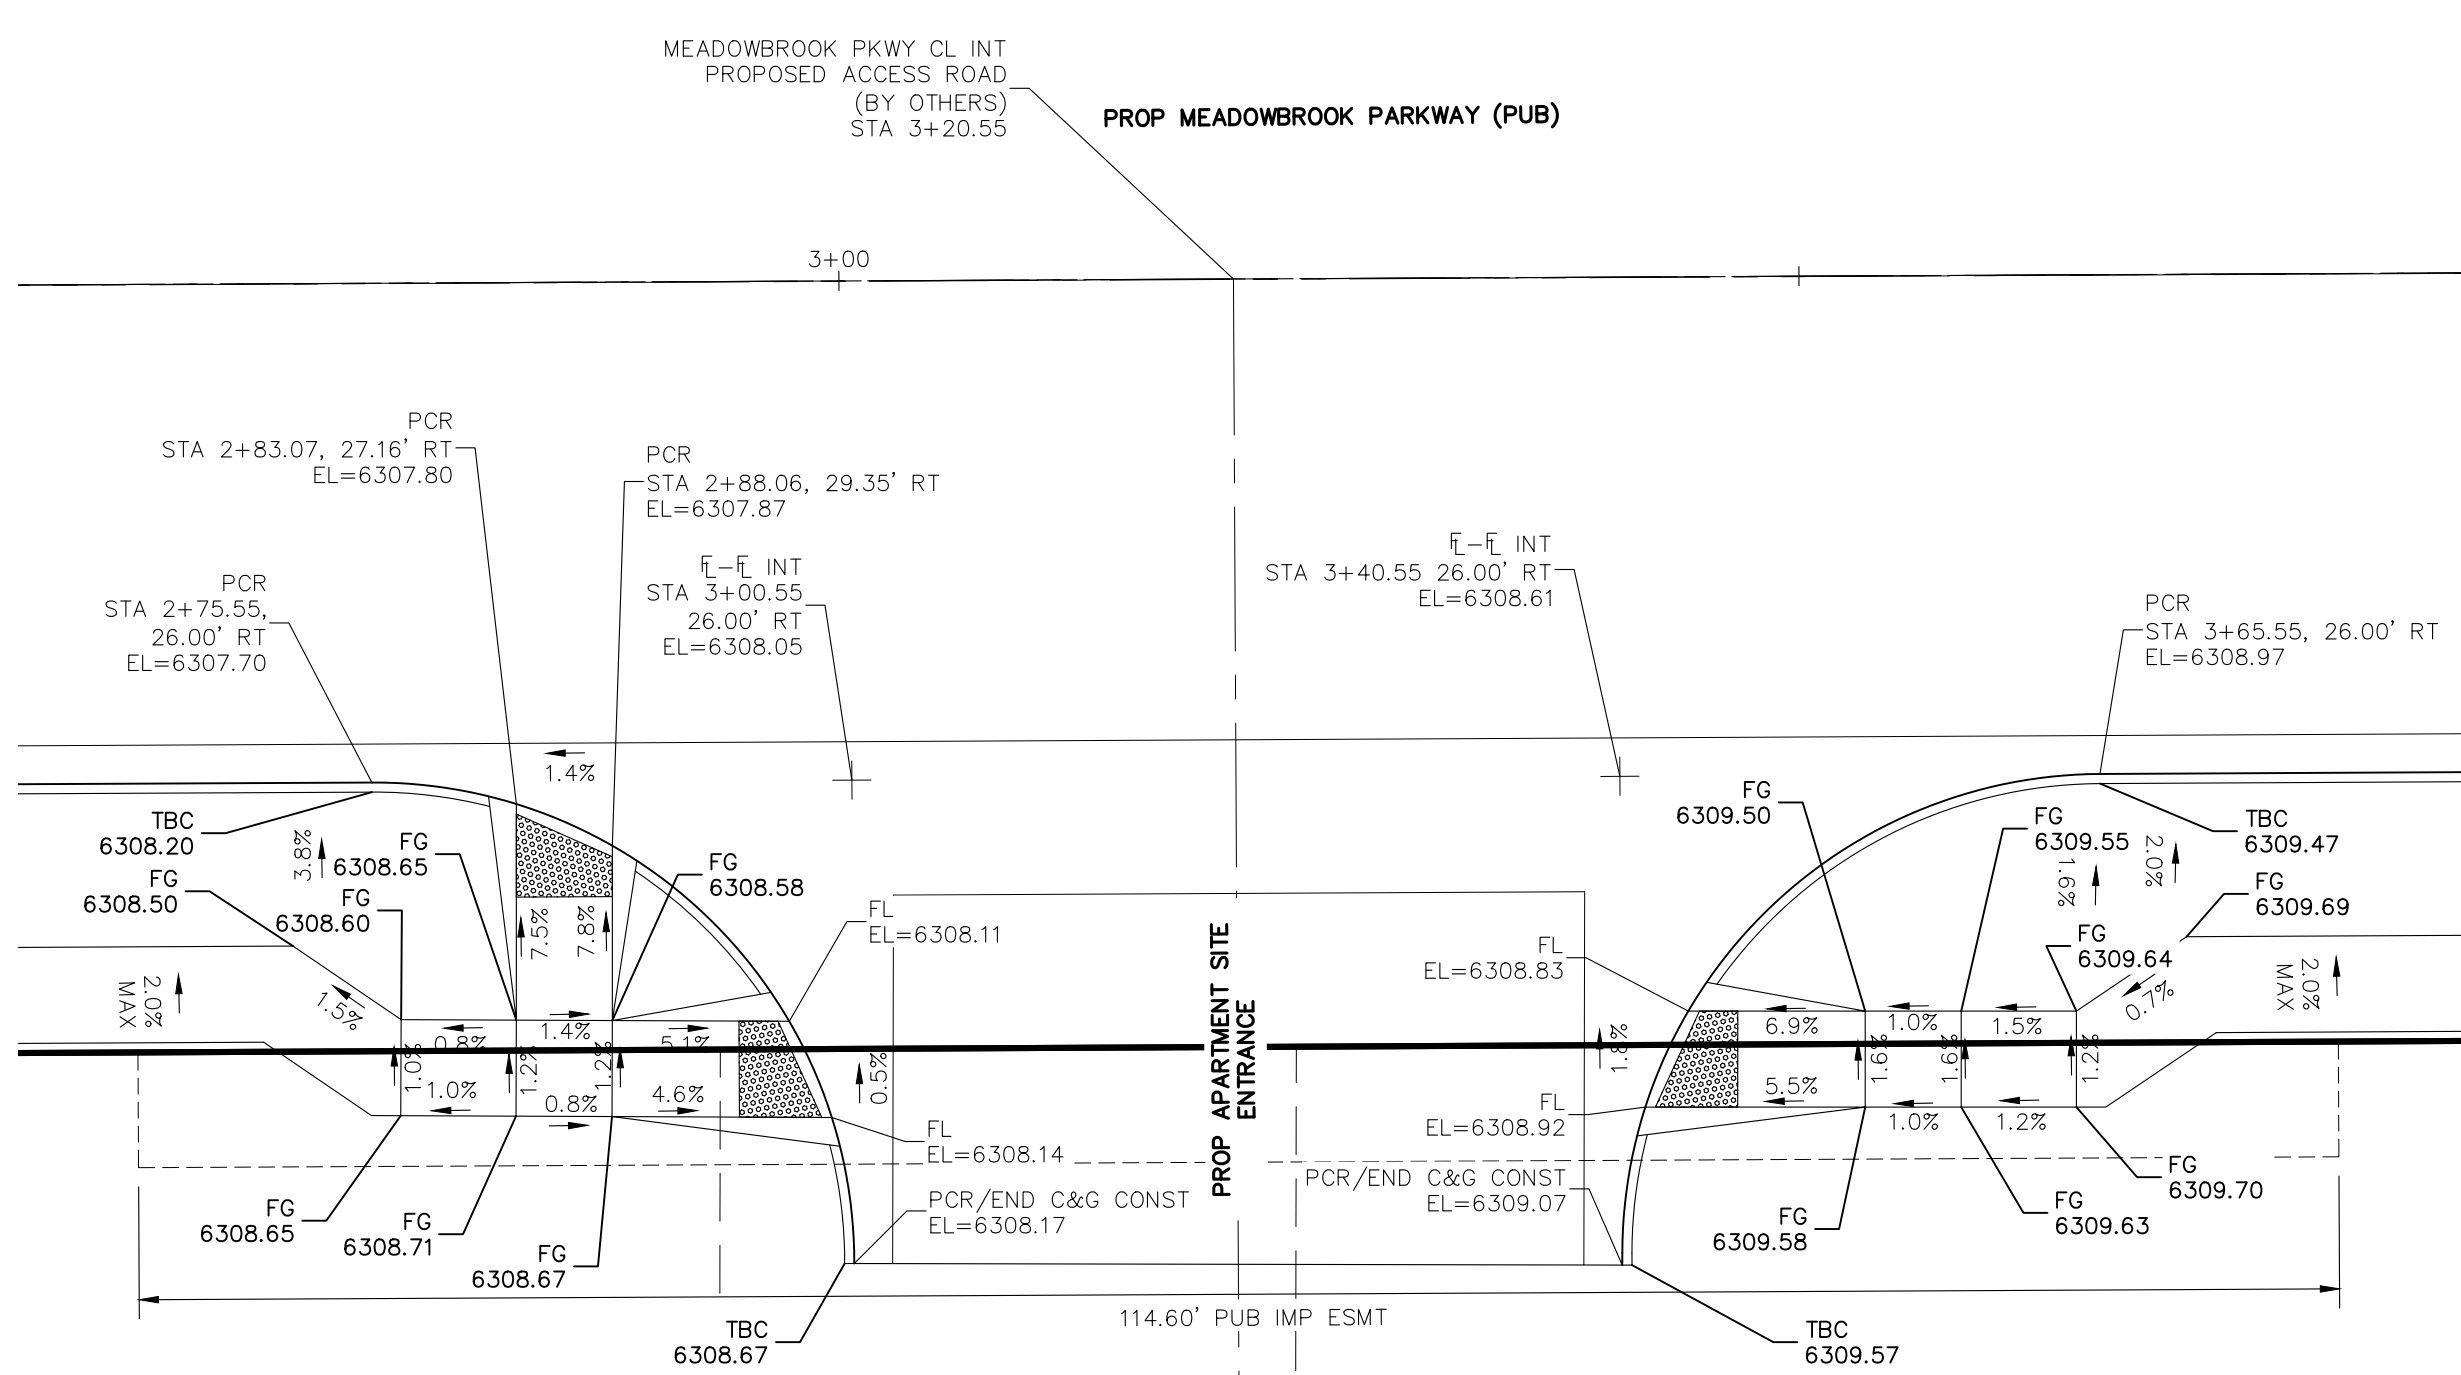 MEADOWBROOK PKWY CL INT
PROPOSED ACCESS ROAD
(BY OTHERS)
STA 3+20.55
PROP MEADOWBROOK PARKWAY (PUB)
3+00
PCR
STA 2+83.07, 27.16' RT
EL=6307.80
PCR
STA 2+88.06, 29.35' RT
EL=6307.87
FL-FL INT
STA 3+00.55
26.00' RT
EL=6308.05
FL-FL INT
STA 3+40.55 26.00' RT
EL=6308.61
PCR
STA 2+75.55,
26.00' RT
EL=6307.70
PCR
STA 3+65.55, 26.00' RT
EL=6308.97
1.4%
TBC
6308.20
3.8%
FG
6308.65
FG
6308.50
FG
6308.60
FG
6308.58
7.5%
7.8%
FL
EL=6308.11
2.0%
MAX
1.5%
0.8%
1.4%
5.1%
1.0%
1.2%
1.2%
1.0%
0.8%
4.6%
0.5%
FL
EL=6308.14
PCR/END C&G CONST
EL=6308.17
FG
6308.65
FG
6308.71
FG
6308.67
TBC
6308.67
PROP APARTMENT SITE
ENTRANCE
FG
6309.50
FG
6309.55
TBC
6309.47
2.0%
1.6%
FG
6309.69
FG
6309.64
0.7%
2.0%
MAX
FL
EL=6308.83
6.9%
1.0%
1.5%
1.8%
1.6%
1.6%
1.2%
5.5%
1.0%
1.2%
FL
EL=6308.92
PCR/END C&G CONST
EL=6309.07
FG
6309.58
FG
6309.63
FG
6309.70
114.60' PUB IMP ESMT
TBC
6309.57